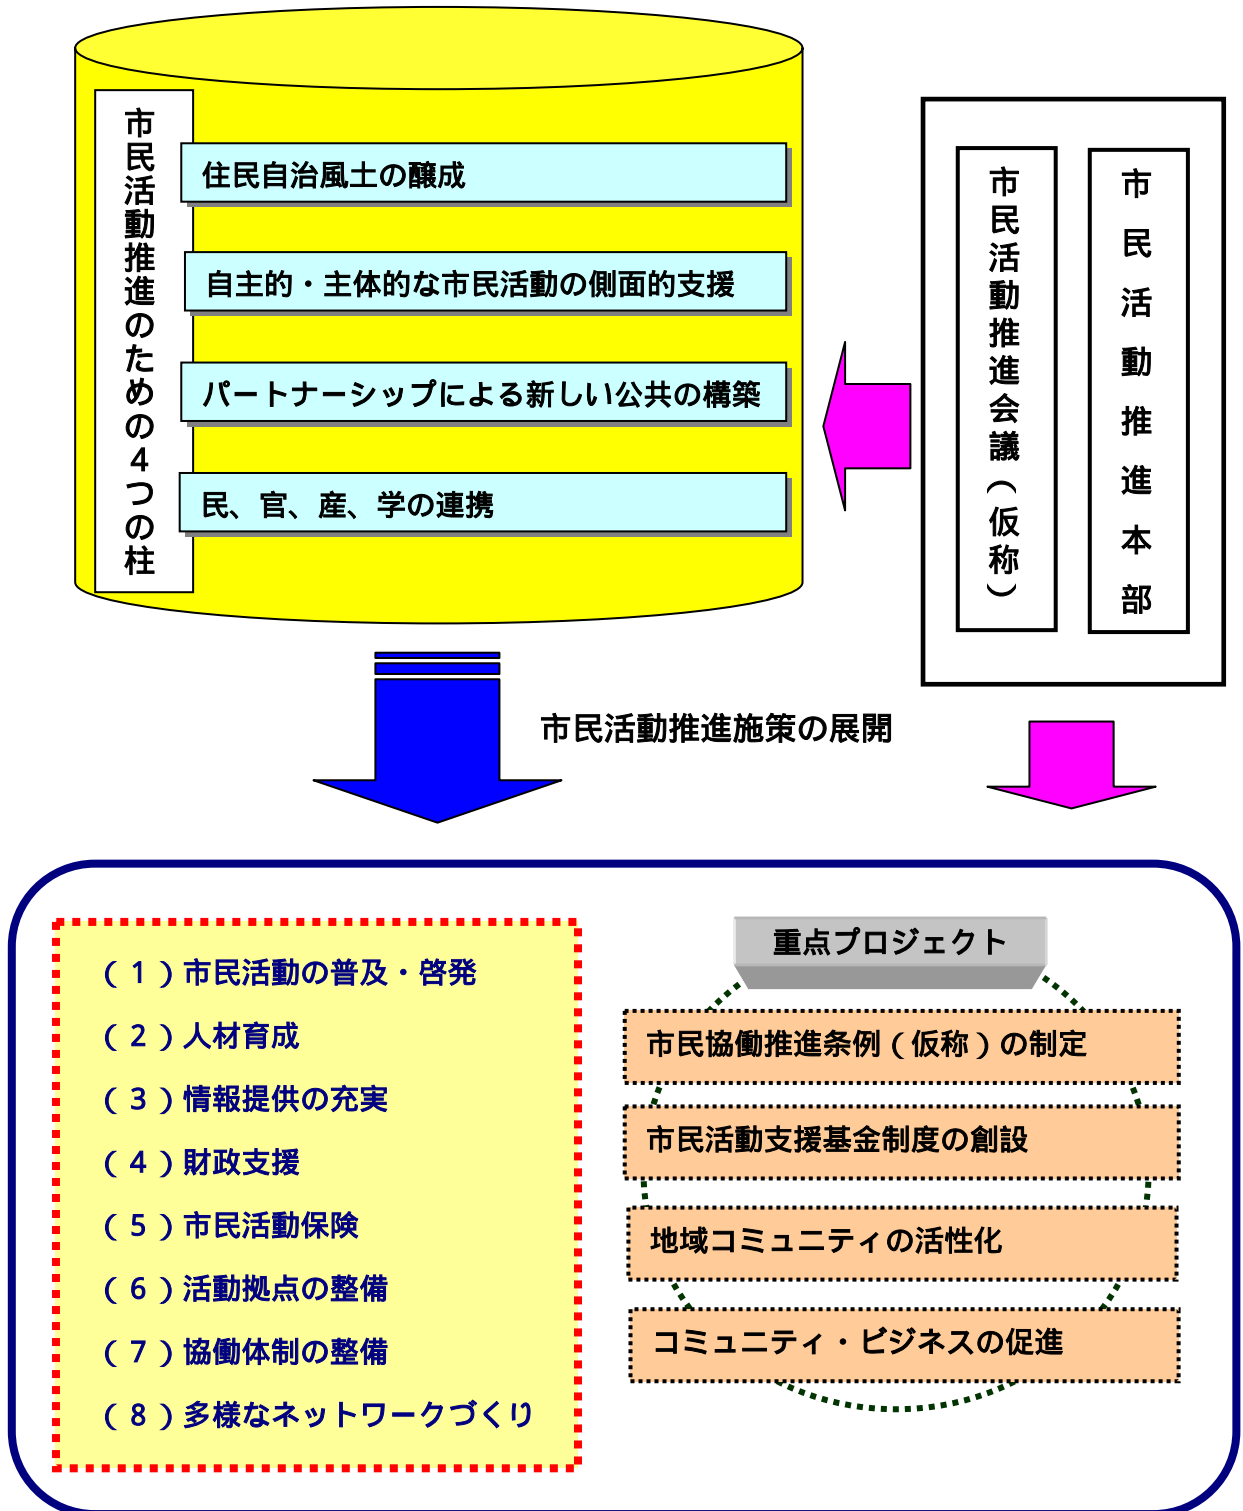 市民活動推進のための４つの柱
住民自治風土の醸成
自主的・主体的な市民活動の側面的支援
パートナーシップによる新しい公共の構築
民、官、産、学の連携
市民活動推進本部
市民活動推進会議（仮称）
市民活動推進施策の展開
（１）市民活動の普及・啓発
（２）人材育成
（３）情報提供の充実
（４）財政支援
（５）市民活動保険
（６）活動拠点の整備
（７）協働体制の整備
（８）多様なネットワークづくり
重点プロジェクト
市民協働推進条例（仮称）の制定
市民活動支援基金制度の創設
地域コミュニティの活性化
コミュニティ・ビジネスの促進